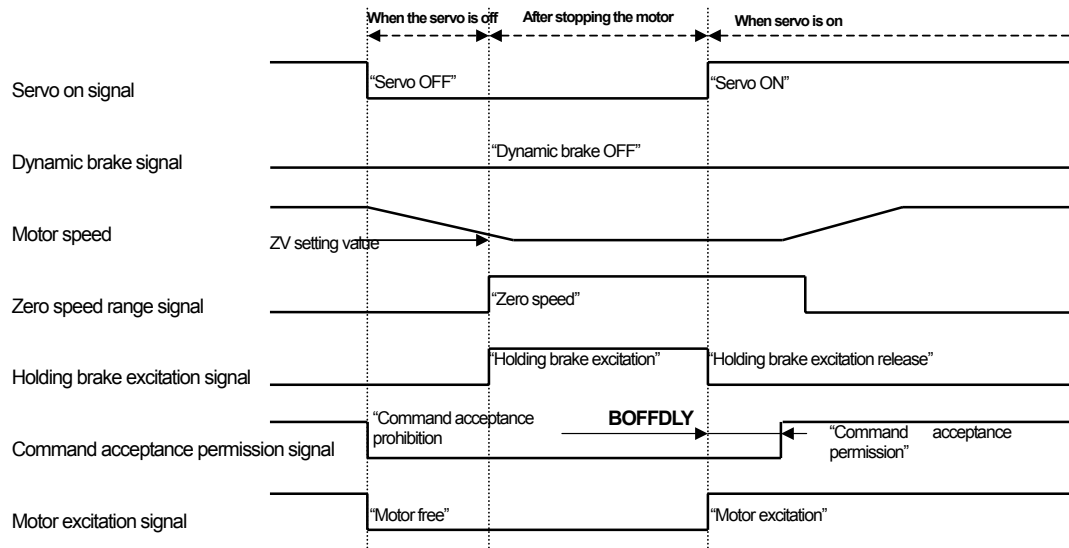 When the servo is off After stopping the motor When servo is on
Servo on signal “Servo OFF” “Servo ON”
Dynamic brake signal “Dynamic brake OFF”
Motor speed
ZV setting value
Zero speed range signal “Zero speed”
Holding brake excitation signal “Holding brake excitation” “Holding brake excitation release”
Command acceptance permission signal
“Command acceptance
prohibition
BOFFDLY
“Command acceptance
permission”
Motor excitation signal “Motor free” “Motor excitation”